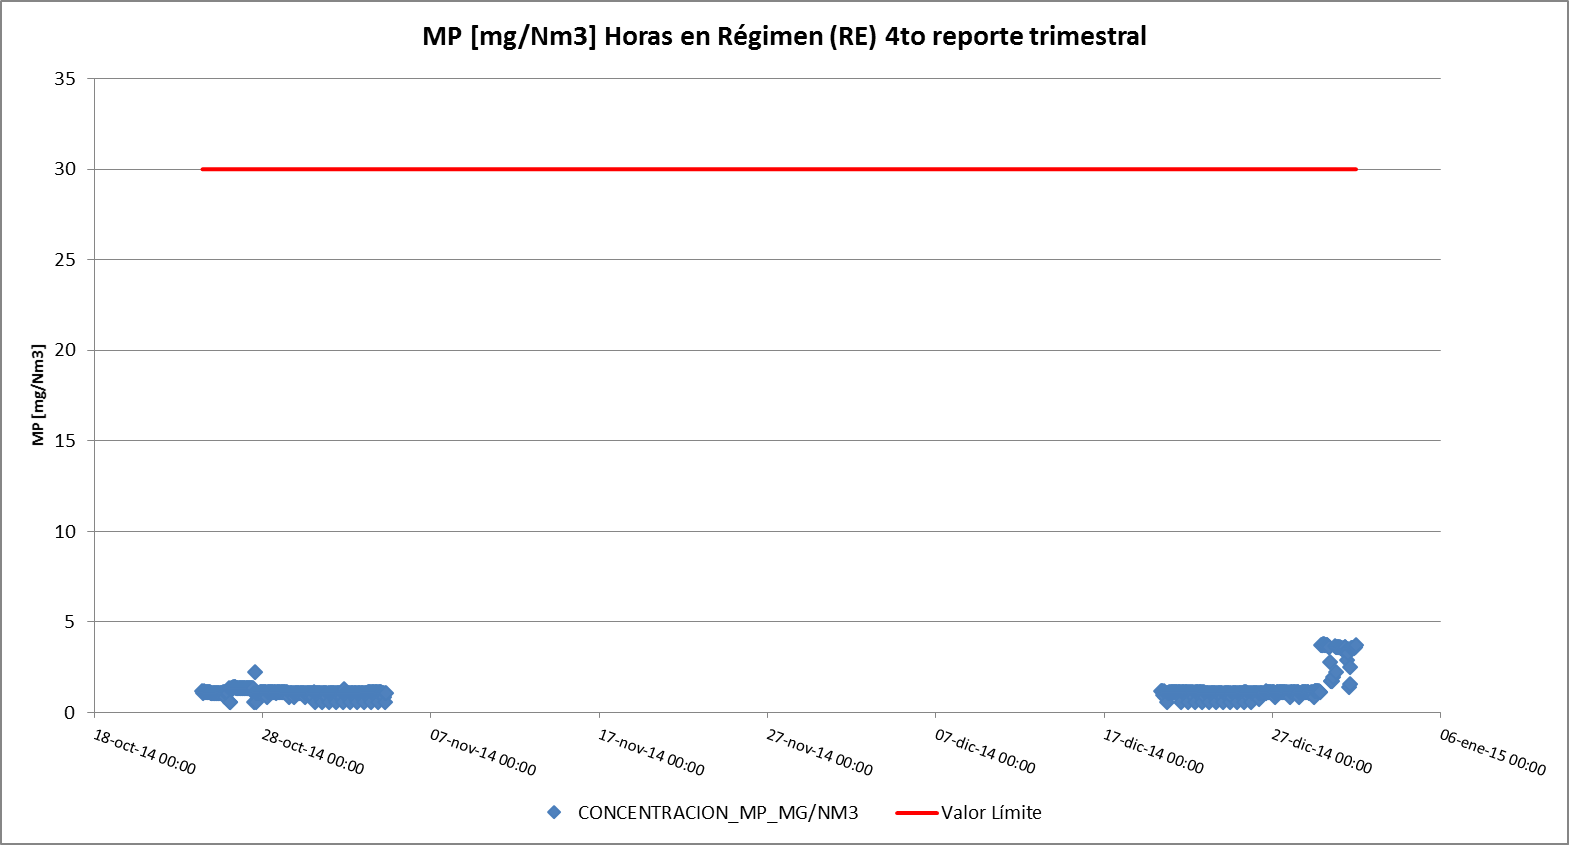 MP [mg/Nm3] Horas en Régimen (RE) 4to reporte trimestral
35
30
25
20
15
10
5
0
MP [mg/Nm3]
18-oct-14 00:00
28-oct-14 00:00
07-nov-14 00:00
17-nov-14 00:00
27-nov-14 00:00
07-dic-14 00:00
17-dic-14 00:00
27-dic-14 00:00
06-ene-15 00:00
CONCENTRACION_MP_MG/NM3
Valor Límite